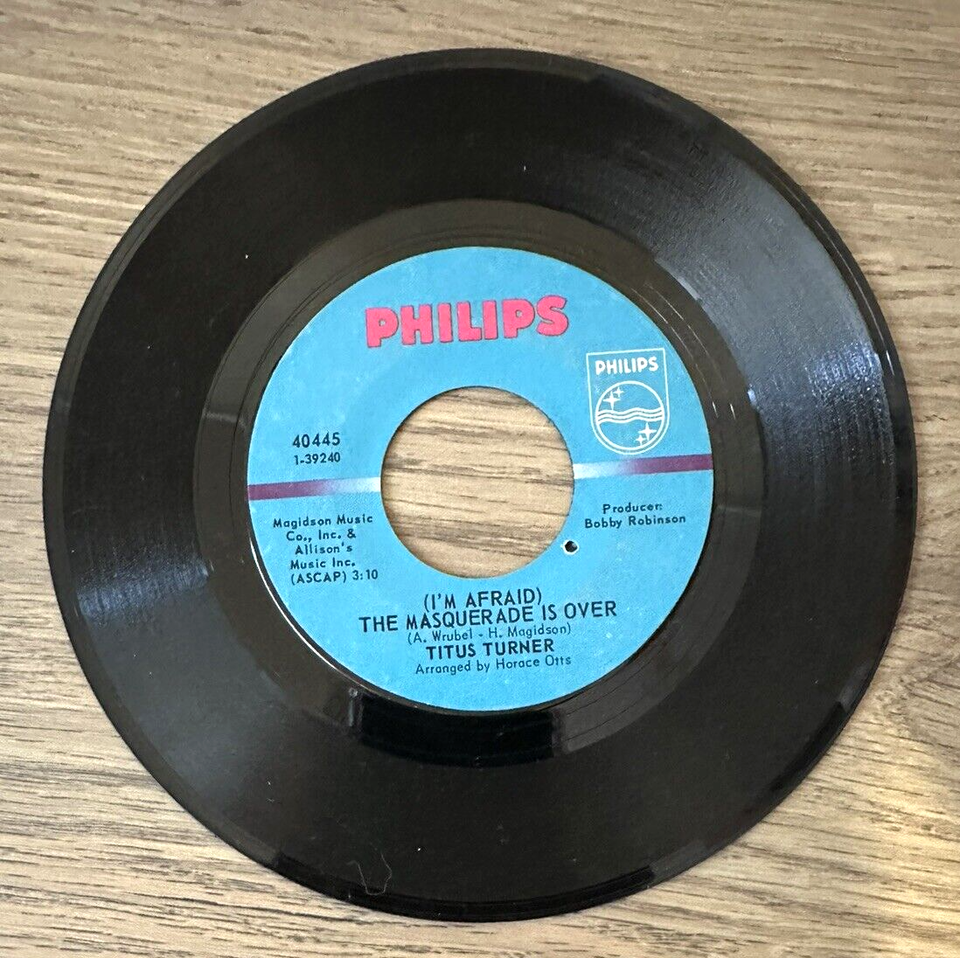 PHILIPS
PHILIPS
40445
1-39240
Magidson Music
Co., Inc. &
Allison's
Music Inc.
(ASCAP) 3:10
Producer:
Bobby Robinson
(I'M AFRAID)
THE MASQUERADE IS OVER
(A. Wrubel - H. Magidson)
TITUS TURNER
Arranged by Horace Otts